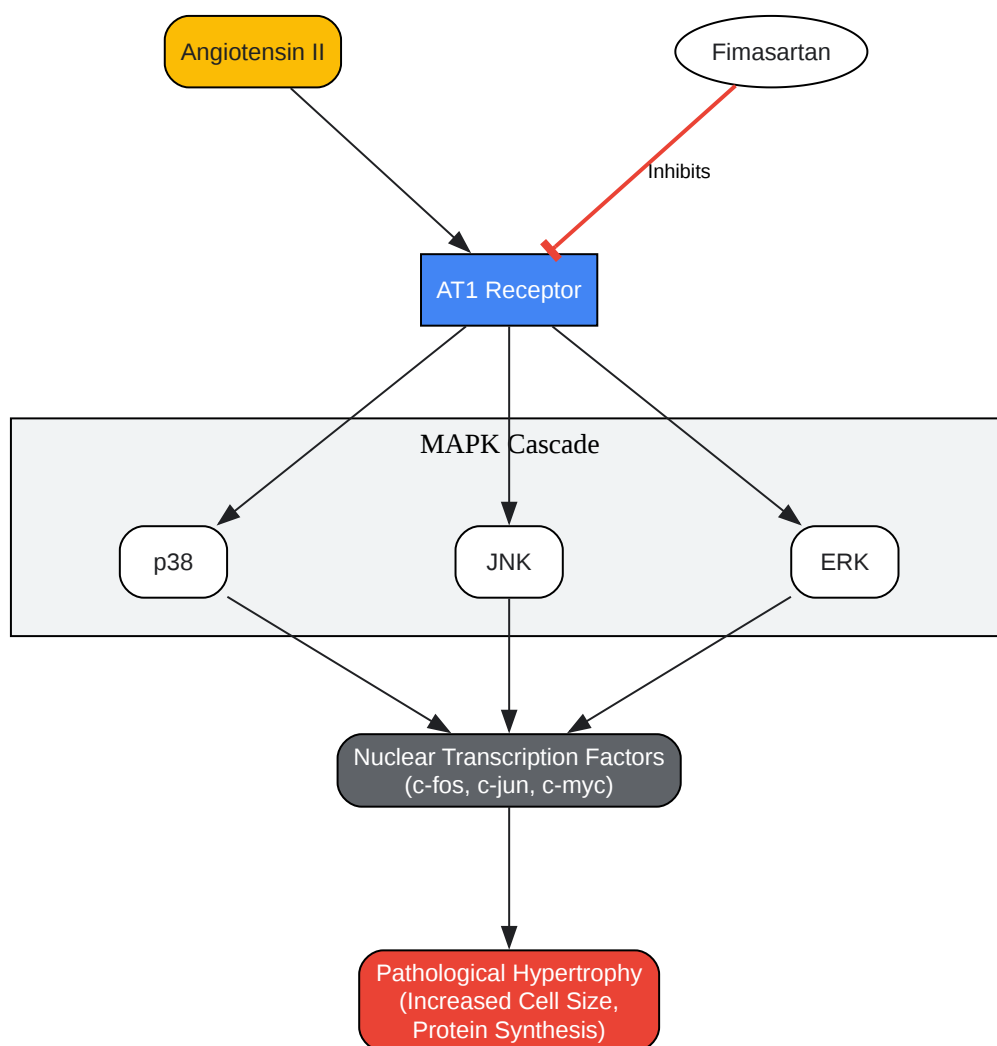 Angiotensin II
Fimasartan
Inhibits
AT1 Receptor
MAPK Cascade
p38
JNK
ERK
Nuclear Transcription Factors
(c-fos, c-jun, c-myc)
Pathological Hypertrophy
(Increased Cell Size,
Protein Synthesis)